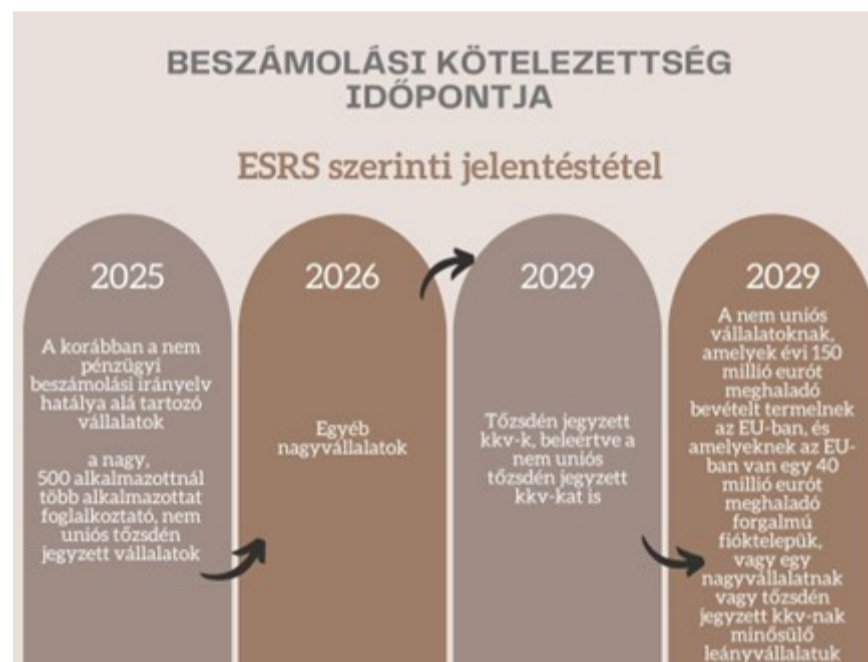 BESZÁMOLÁSI KÖTELEZETTSÉG
IDŐPONTJA
ESRS szerinti jelentéstétel
2025
A korábban a nem
pénzügyi
beszámolási irányelv
hatálya alá tartozó
vállalatok
a nagy,
500 alkalmazottnál
több alkalmazottat
foglalkoztató, nem
uniós tőzsdén
jegyzett vállalatok
2026
Egyéb
nagyvállalatok
2029
Tőzsdén jegyzett
kkv-k, beleértve a
nem uniós
tőzsdén jegyzett
kkv-kat is
2029
A nem uniós
vállalatoknak,
amelyek évi 150
millió eurót
meghaladó
bevételt termelnek
az EU-ban, és
amelyeknek az EU-
ban van egy 40
millió eurót
meghaladó
forgalmú
fióktelepük,
vagy egy
nagyvállalatnak
vagy tőzsdén
jegyzett kkv-nak
minősülő
leányvállalatuk